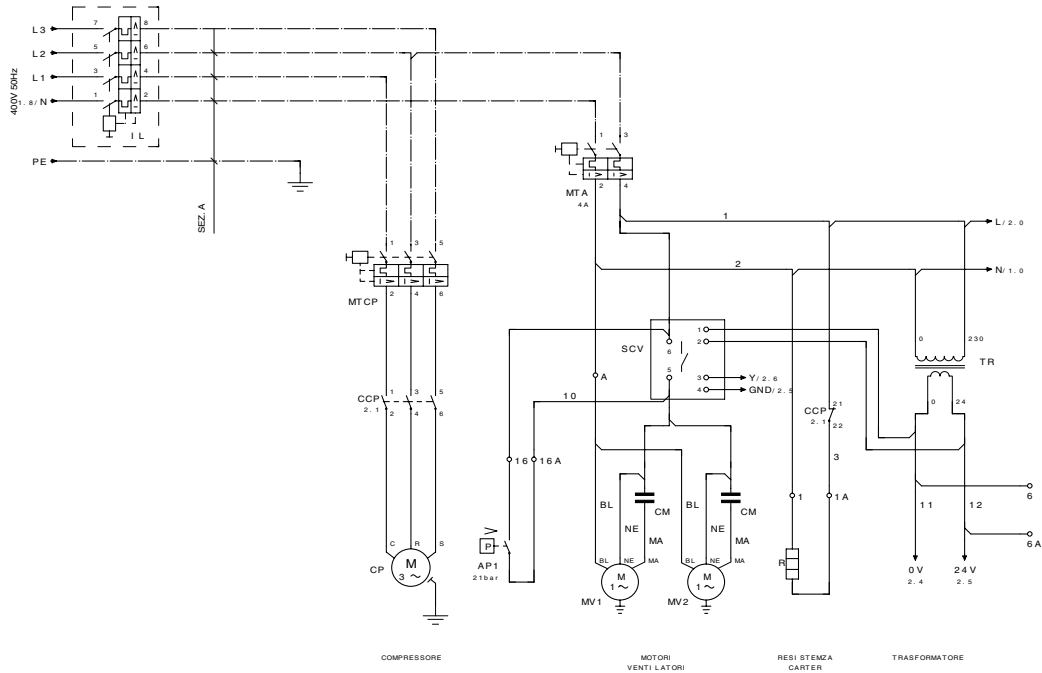 7 8
L3
5 6
L2
3 4
L1
400V 50Hz
1.8/N 1 2
IL
PE
SEZ.A
1 3
MTA
4A
2 4
1
L/2.0
2
N/1.0
1 3 5
MTCP
2 4 6
SCV
6
1
2
5
3
4
Y/2.6
GND/2.5
0 230
TR
0 24
A
10
CCP
2.1
1 3 5
2 4 6
CCP
2.1
21
22
3
16 16A
1 1A
11 12
6
6A
BL NE CM MA
BL NE CM MA
C R S
CP
M
3~
P
AP1
21bar
BL NE MA
M
1~
MV1
BL NE MA
M
1~
MV2
R
0V
2.4
24V
2.5
COMPRESSORE
MOTORI
VENTILATORI
RESISTEMZA
CARTER
TRASFORMATORE